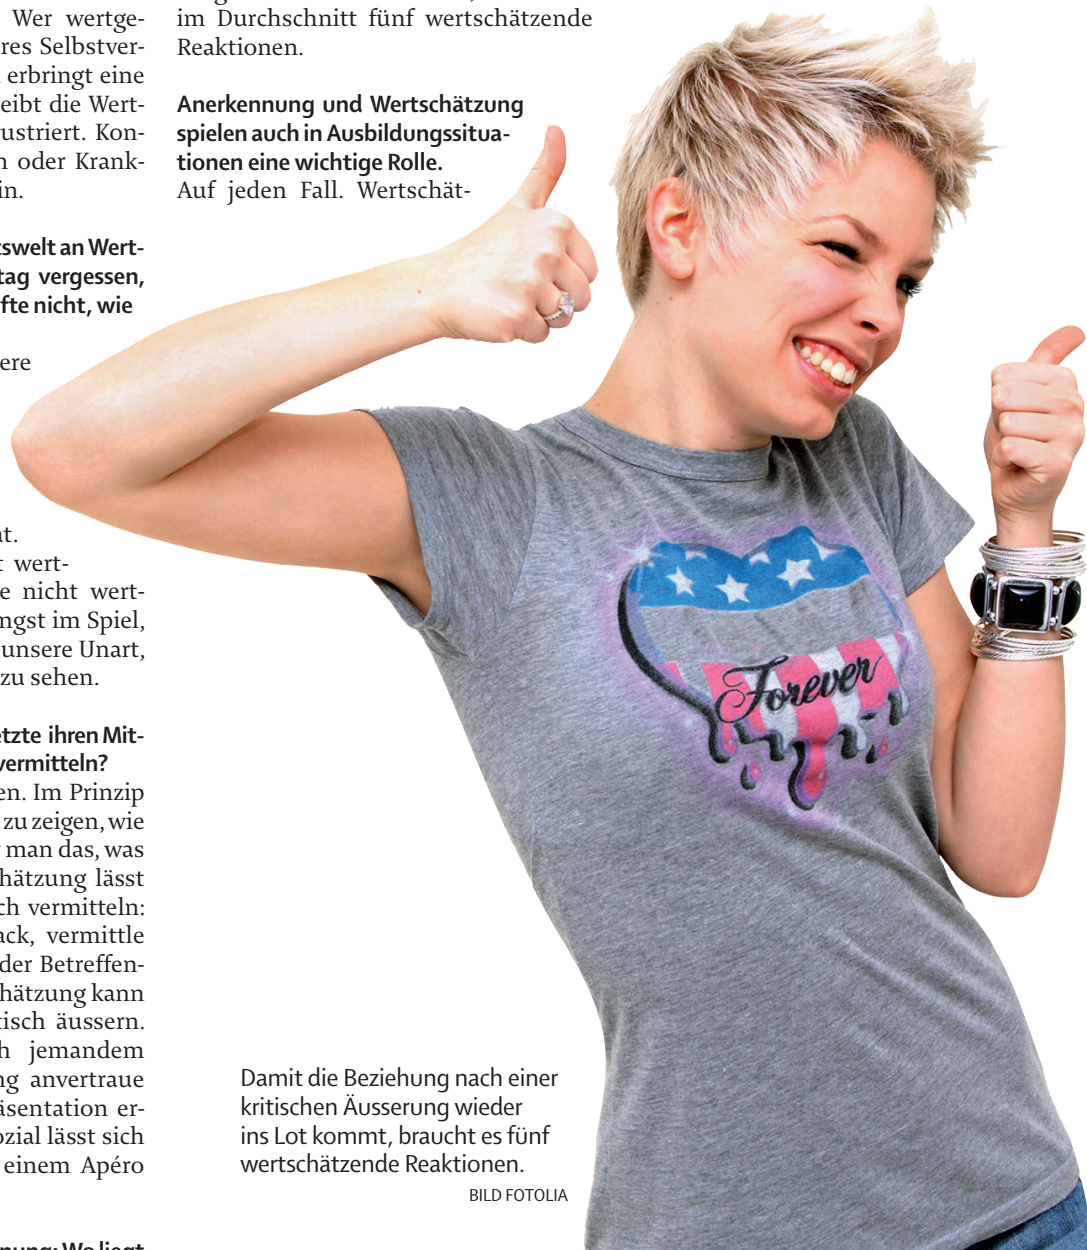 Wer wertge-
res Selbstver-
erbringt eine
eibt die Wert-
ustriert. Kon-
n oder Krank-
in.
tswelt an Wert-
tag vergessen,
fte nicht, wie
ere
at.
t wert-
e nicht wert-
ngst im Spiel,
unsere Unart,
zu sehen.
etzte ihren Mit-
vermitteln?
en. Im Prinzip
zu zeigen, wie
man das, was
hätzung lässt
ch vermitteln:
ack, vermittle
der Betreffen-
hätzung kann
tisch äussern.
h jemandem
ng anvertraue
äsentation er-
ozial lässt sich
einem Apéro
nung: Wo liegt
im Durchschnitt fünf wertschätzende
Reaktionen.
Anerkennung und Wertschätzung
spielen auch in Ausbildungssitua-
tionen eine wichtige Rolle.
Auf jeden Fall. Wertschät-
Forever
Damit die Beziehung nach einer
kritischen Äusserung wieder
ins Lot kommt, braucht es fünf
wertschätzende Reaktionen.
BILD FOTOLIA